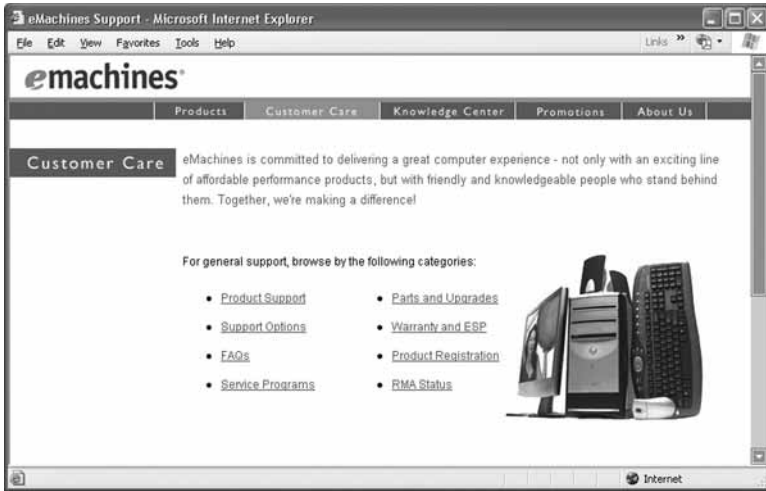 eMachines Support - Microsoft Internet Explorer
File Edit View Favorites Tools Help Links »
emachines
Products Customer Care Knowledge Center Promotions About Us
Customer Care
eMachines is committed to delivering a great computer experience - not only with an exciting line
of affordable performance products, but with friendly and knowledgeable people who stand behind
them. Together, we're making a difference!
For general support, browse by the following categories:
• Product Support • Parts and Upgrades
• Support Options • Warranty and ESP
• FAQs • Product Registration
• Service Programs • RMA Status
Internet